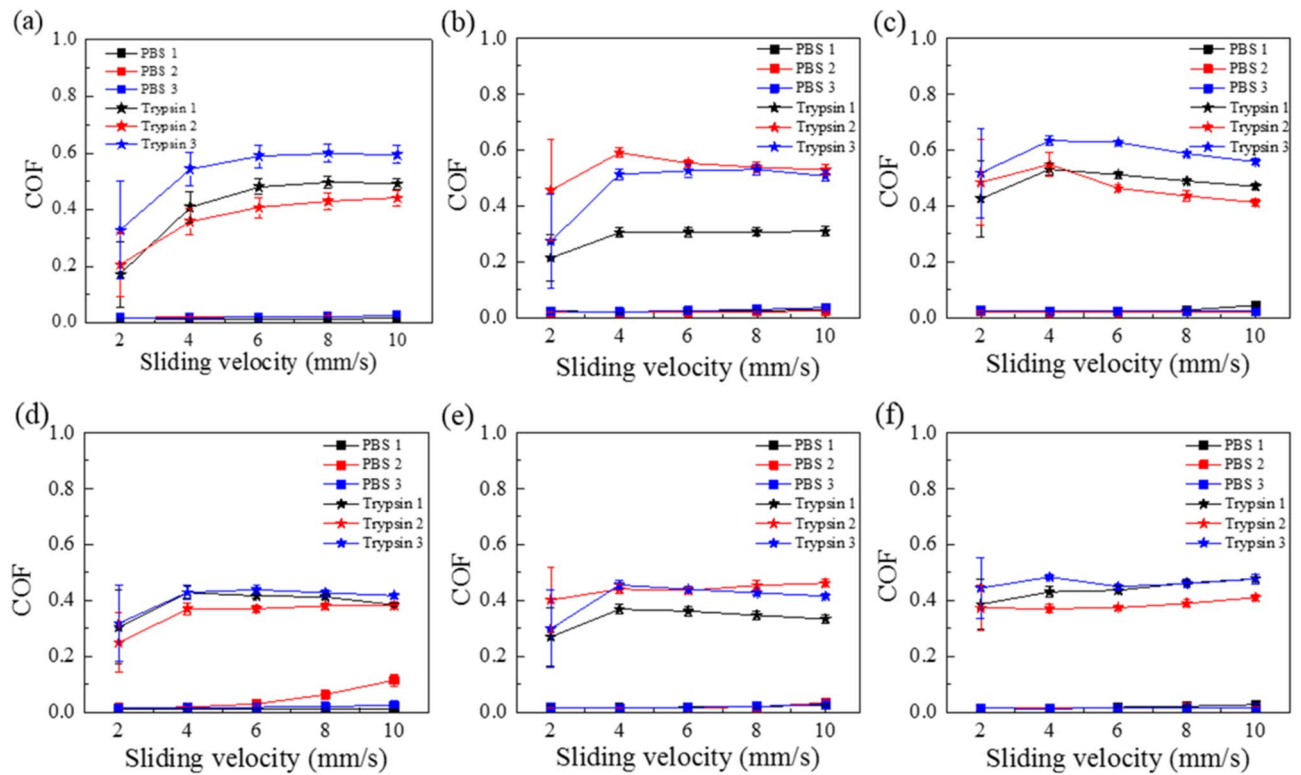 (a)
1.0
0.8
0.6
0.4
0.2
0.0
COF
PBS 1
PBS 2
PBS 3
Trypsin 1
Trypsin 2
Trypsin 3
2 4 6 8 10
Sliding velocity (mm/s)
(b)
1.0
0.8
0.6
0.4
0.2
0.0
COF
PBS 1
PBS 2
PBS 3
Trypsin 1
Trypsin 2
Trypsin 3
2 4 6 8 10
Sliding velocity (mm/s)
(c)
1.0
0.8
0.6
0.4
0.2
0.0
COF
PBS 1
PBS 2
PBS 3
Trypsin 1
Trypsin 2
Trypsin 3
2 4 6 8 10
Sliding velocity (mm/s)
(d)
1.0
0.8
0.6
0.4
0.2
0.0
COF
PBS 1
PBS 2
PBS 3
Trypsin 1
Trypsin 2
Trypsin 3
2 4 6 8 10
Sliding velocity (mm/s)
(e)
1.0
0.8
0.6
0.4
0.2
0.0
COF
PBS 1
PBS 2
PBS 3
Trypsin 1
Trypsin 2
Trypsin 3
2 4 6 8 10
Sliding velocity (mm/s)
(f)
1.0
0.8
0.6
0.4
0.2
0.0
COF
PBS 1
PBS 2
PBS 3
Trypsin 1
Trypsin 2
Trypsin 3
2 4 6 8 10
Sliding velocity (mm/s)